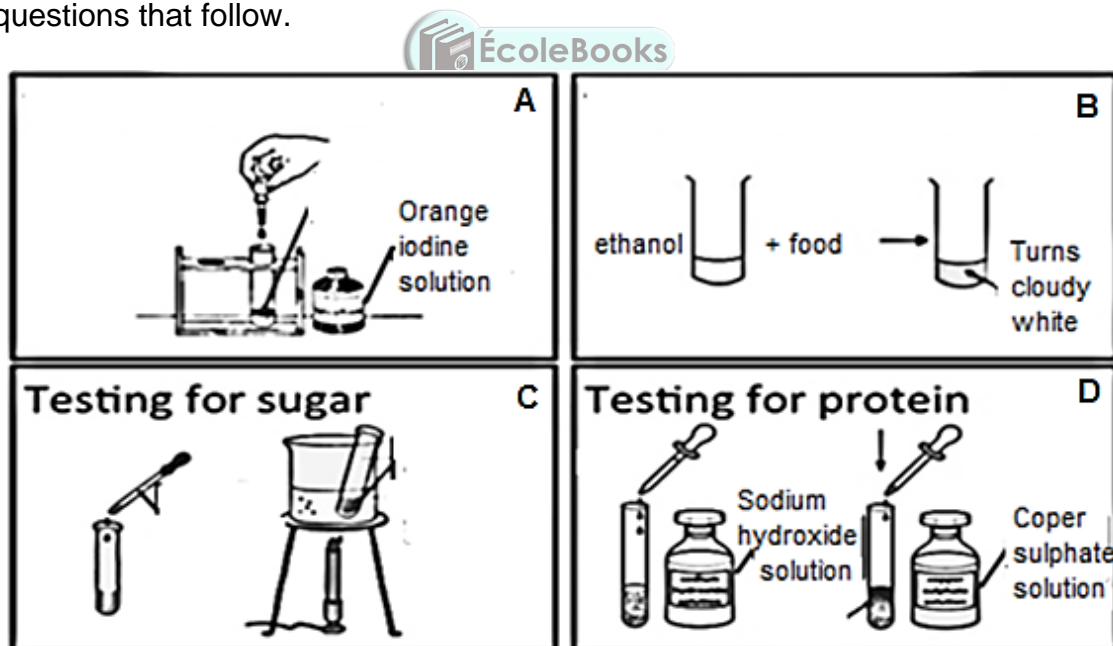 questions that follow.
ÉcoleBooks
A
Orange
iodine
solution
B
ethanol
+ food
Turns
cloudy
white
Testing for sugar
C
Testing for protein
D
Sodium
hydroxide
solution
Coper
sulphate
solution